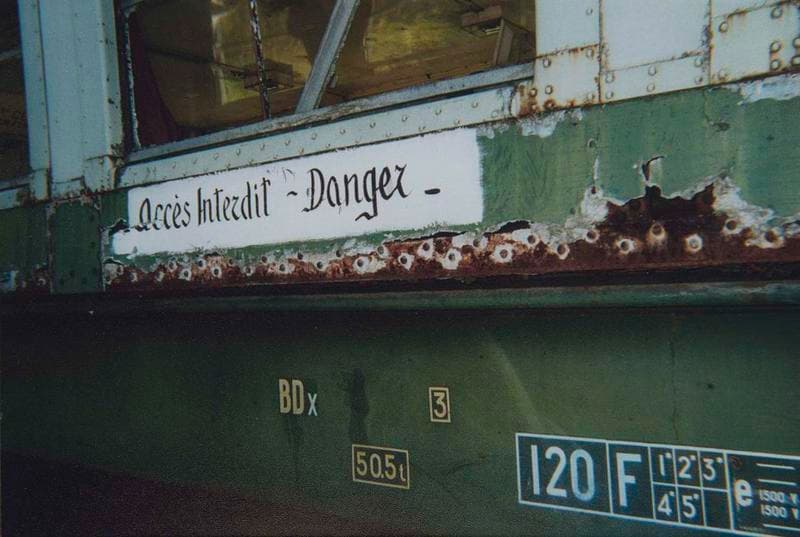 Accès Interdit - Danger -
BDx
3
50.5t
120 F 1° 2° 3° e 1500 V
4° 5° 1500 V